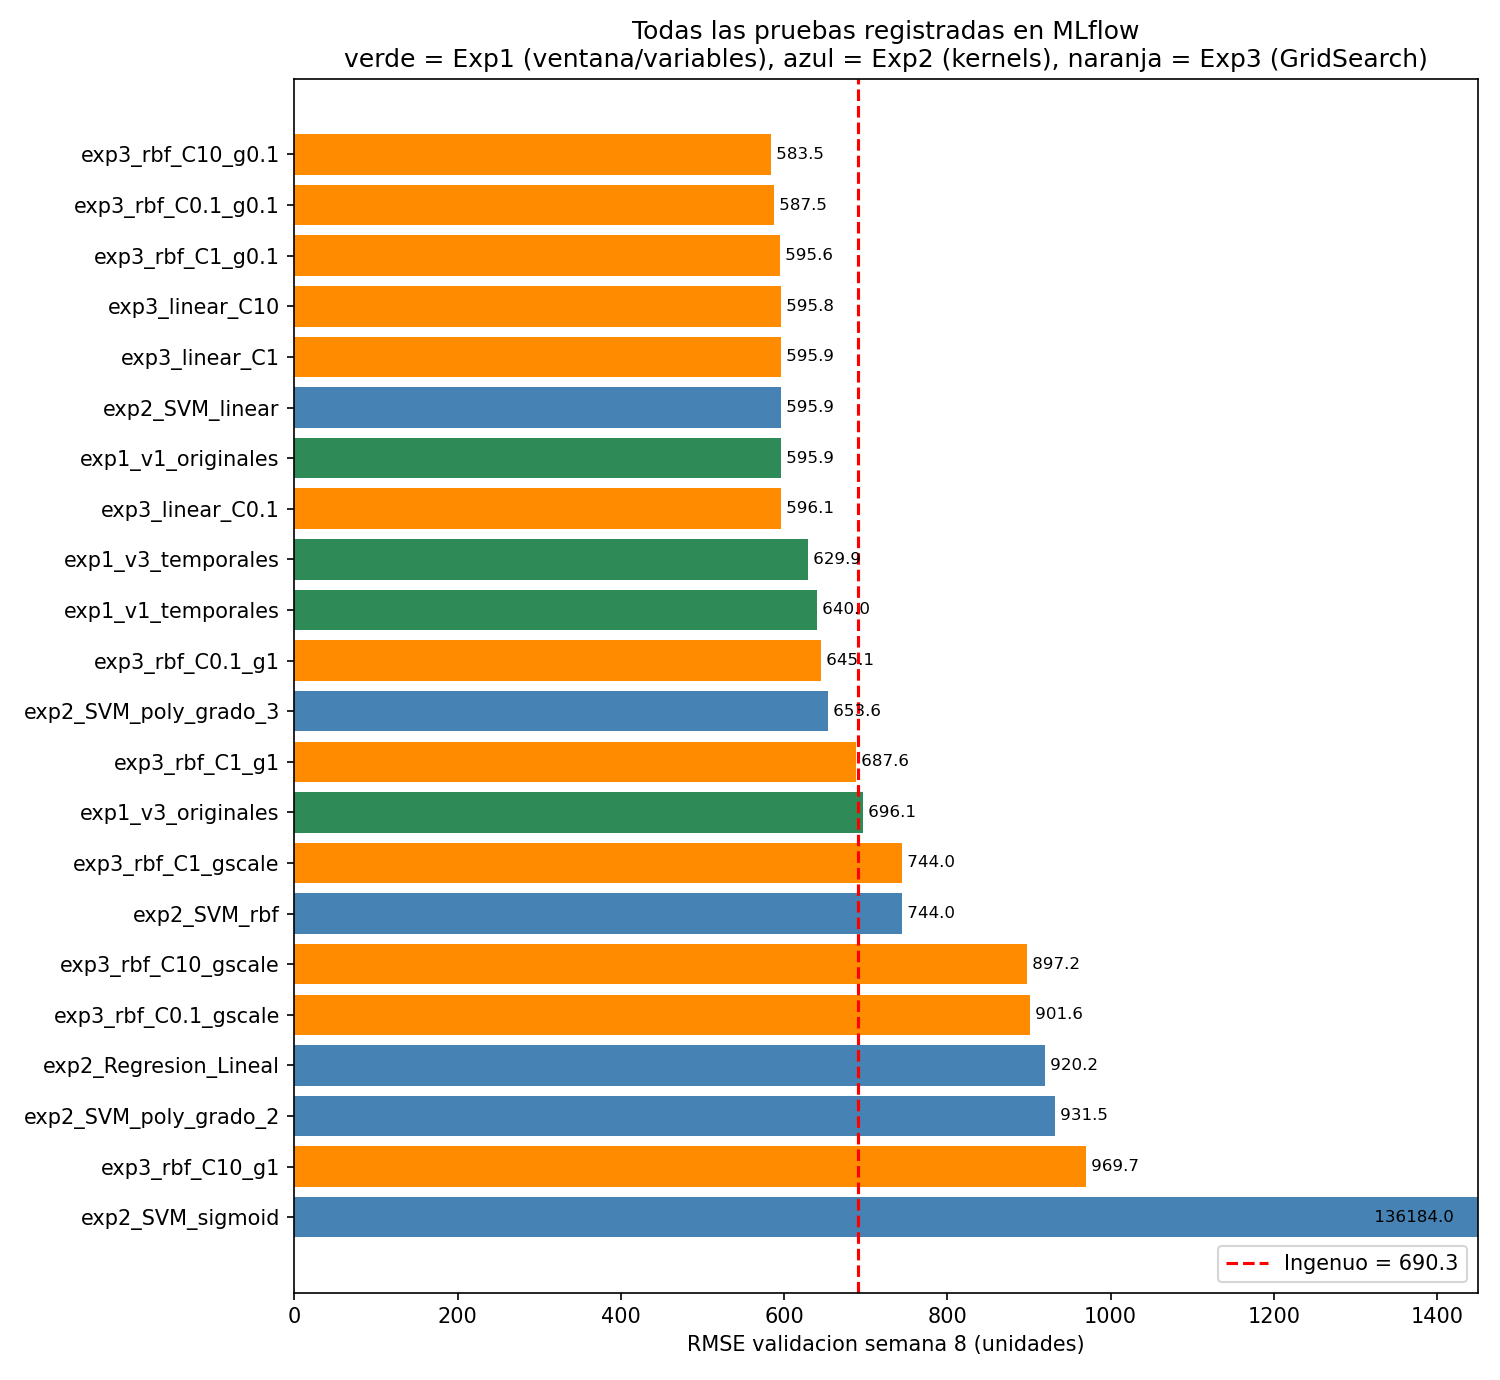 Todas las pruebas registradas en MLflow
verde = Exp1 (ventana/variables), azul = Exp2 (kernels), naranja = Exp3 (GridSearch)
exp3_rbf_C10_g0.1 583.5
exp3_rbf_C0.1_g0.1 587.5
exp3_rbf_C1_g0.1 595.6
exp3_linear_C10 595.8
exp3_linear_C1 595.9
exp2_SVM_linear 595.9
exp1_v1_originales 595.9
exp3_linear_C0.1 596.1
exp1_v3_temporales 629.9
exp1_v1_temporales 640.0
exp3_rbf_C0.1_g1 645.1
exp2_SVM_poly_grado_3 653.6
exp3_rbf_C1_g1 687.6
exp1_v3_originales 696.1
exp3_rbf_C1_gscale 744.0
exp2_SVM_rbf 744.0
exp3_rbf_C10_gscale 897.2
exp3_rbf_C0.1_gscale 901.6
exp2_Regresion_Lineal 920.2
exp2_SVM_poly_grado_2 931.5
exp3_rbf_C10_g1 969.7
exp2_SVM_sigmoid 136184.0
Ingenuo = 690.3
0 200 400 600 800 1000 1200 1400
RMSE validacion semana 8 (unidades)